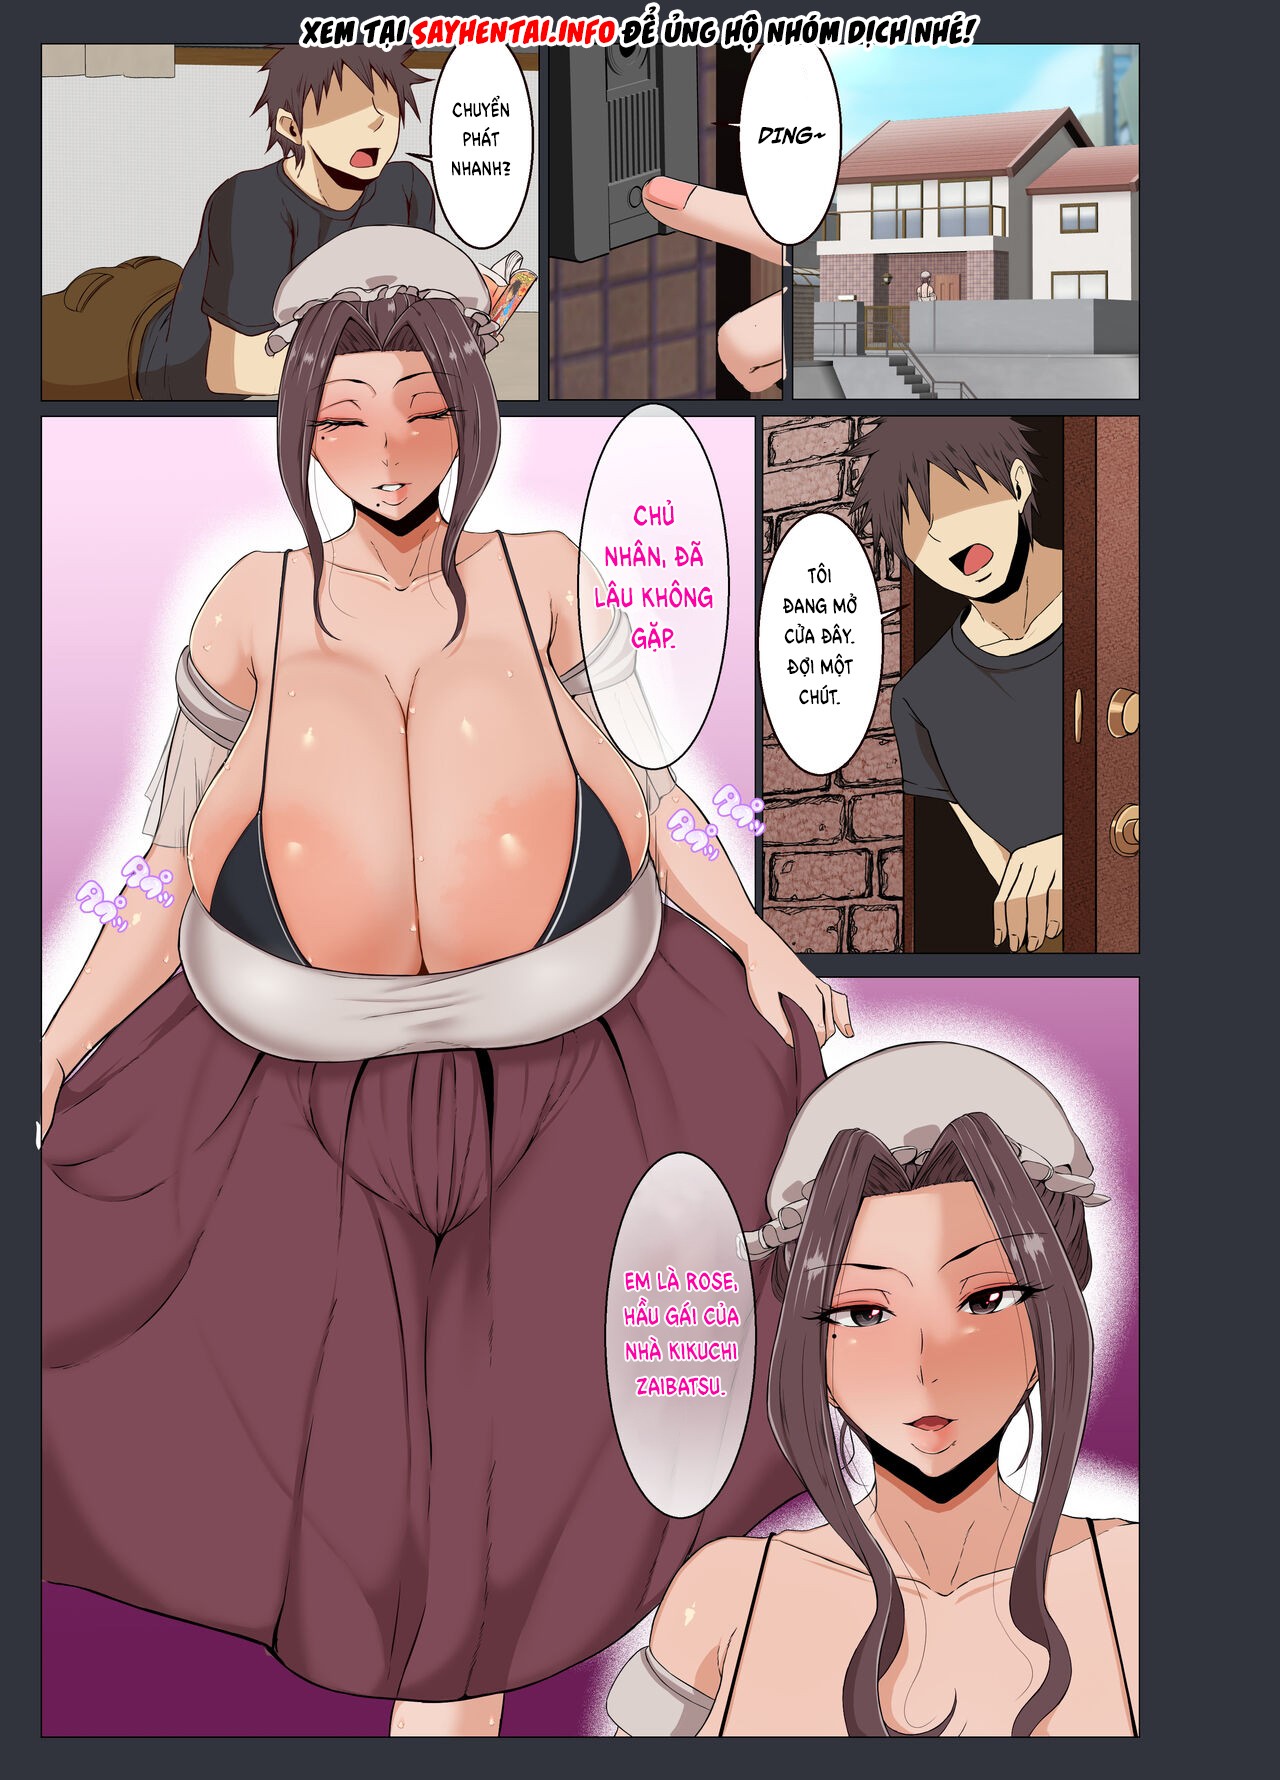 XEM TẠI SAYHENTAI.INFO ĐỂ ỦNG HỘ NHÓM DỊCH NHÉ!
DING~
CHUYỂN
PHÁT
NHANH?
TÔI
ĐANG MỞ
CỬA ĐÂY.
ĐỢI MỘT
CHÚT.
CHỦ
NHÂN, ĐÃ
LÂU KHÔNG
GẶP.
EM LÀ ROSE,
HẦU GÁI CỦA
NHÀ KIKUCHI
ZAIBATSU.